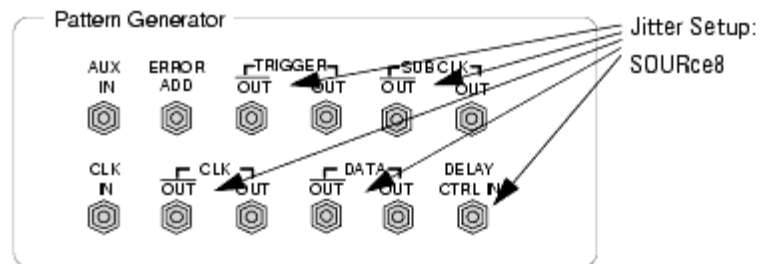 Pattern Generator
Jitter Setup:
SOURce8
AUX IN
ERROR ADD
TRIGGER
OUT OUT
SUBCLK
OUT OUT
CLK IN
CLK
OUT OUT
DATA
OUT OUT
DELAY CTRL IN